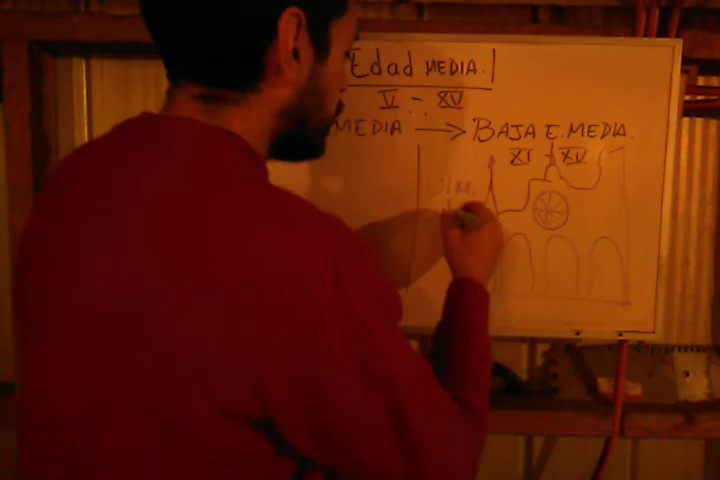 Edad MEDIA.
V - XV
MEDIA → BAJA E. MEDIA.
XI XV